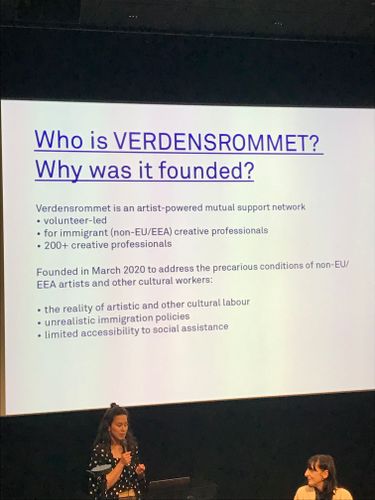 Who is VERDENSROMMET?
Why was it founded?
Verdensrommet is an artist-powered mutual support network
• volunteer-led
• for immigrant (non-EU/EEA) creative professionals
• 200+ creative professionals
Founded in March 2020 to address the precarious conditions of non-EU/
EEA artists and other cultural workers:
• the reality of artistic and other cultural labour
• unrealistic immigration policies
• limited accessibility to social assistance